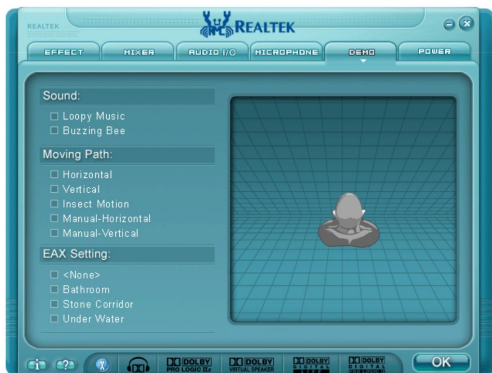 REALTEK
REALTEK
EFFECT
MIXER
AUDIO I/O
MICROPHONE
DEMO
POWER
Sound:
Loopy Music
Buzzing Bee
Moving Path:
Horizontal
Vertical
Insect Motion
Manual-Horizontal
Manual-Vertical
EAX Setting:
<None>
Bathroom
Stone Corridor
Under Water
i
?
DOLBY
PRO LOGIC IIx
DOLBY
VIRTUAL SPEAKER
DOLBY
DIGITAL
DOLBY
DIGITAL
OK